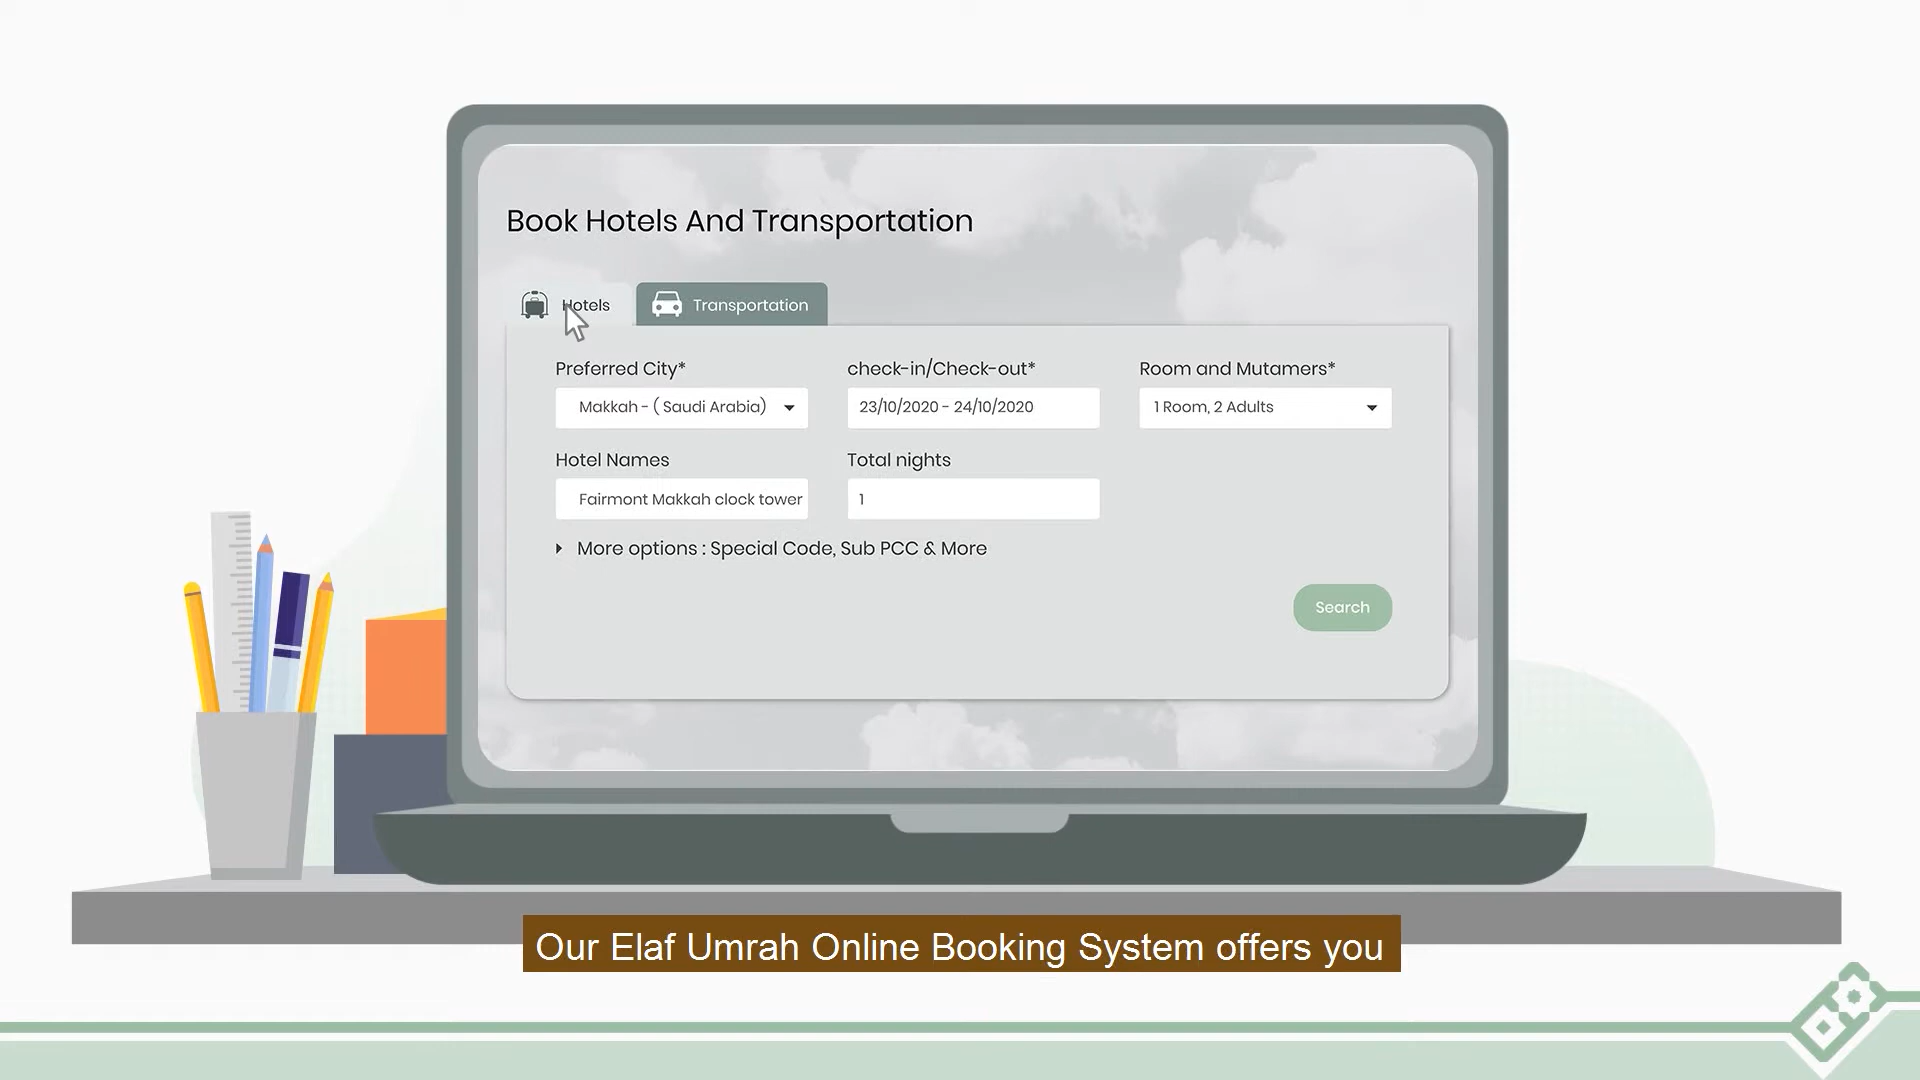 Book Hotels And Transportation
Hotels
Transportation
Preferred City*
check-in/Check-out*
Room and Mutamers*
Makkah - ( Saudi Arabia)
23/10/2020 - 24/10/2020
1 Room, 2 Adults
Hotel Names
Total nights
Fairmont Makkah clock tower
1
More options : Special Code, Sub PCC & More
Search
Our Elaf Umrah Online Booking System offers you